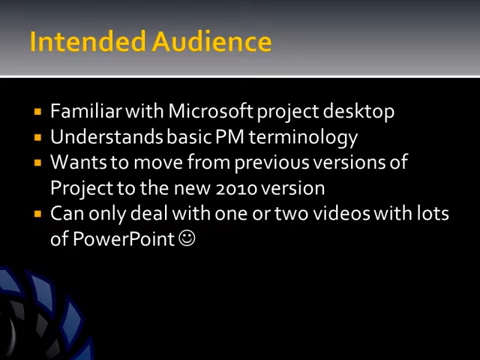 Intended Audience
Familiar with Microsoft project desktop
Understands basic PM terminology
Wants to move from previous versions of
Project to the new 2010 version
Can only deal with one or two videos with lots
of PowerPoint ☺